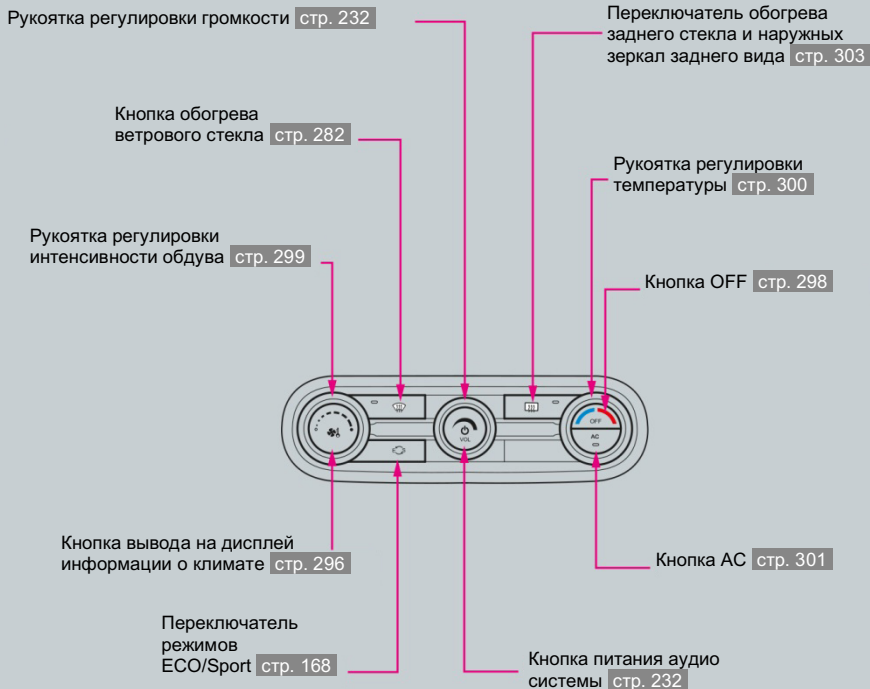 Рукоятка регулировки громкости стр. 232
Переключатель обогрева
заднего стекла и наружных
зеркал заднего вида стр. 303
Кнопка обогрева
ветрового стекла стр. 282
Рукоятка регулировки
температуры стр. 300
Рукоятка регулировки
интенсивности обдува стр. 299
Кнопка OFF стр. 298
OFF
AC
VOL
Кнопка вывода на дисплей
информации о климате стр. 296
Кнопка AC стр. 301
Переключатель
режимов
ECO/Sport стр. 168
Кнопка питания аудио
системы стр. 232